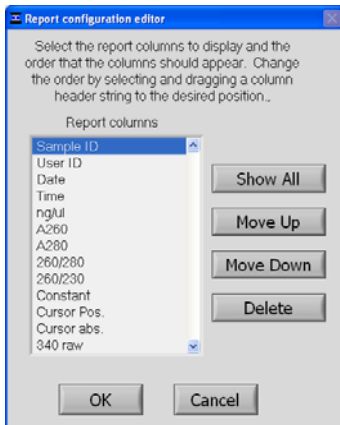 Report configuration editor
Select the report columns to display and the
order that the columns should appear. Change
the order by selecting and dragging a column
header string to the desired position.,
Report columns
Sample ID
User ID
Date
Time
ng/ul
A260
A280
260/280
260/230
Constant
Cursor Pos.
Cursor abs.
340 raw
Show All
Move Up
Move Down
Delete
OK
Cancel